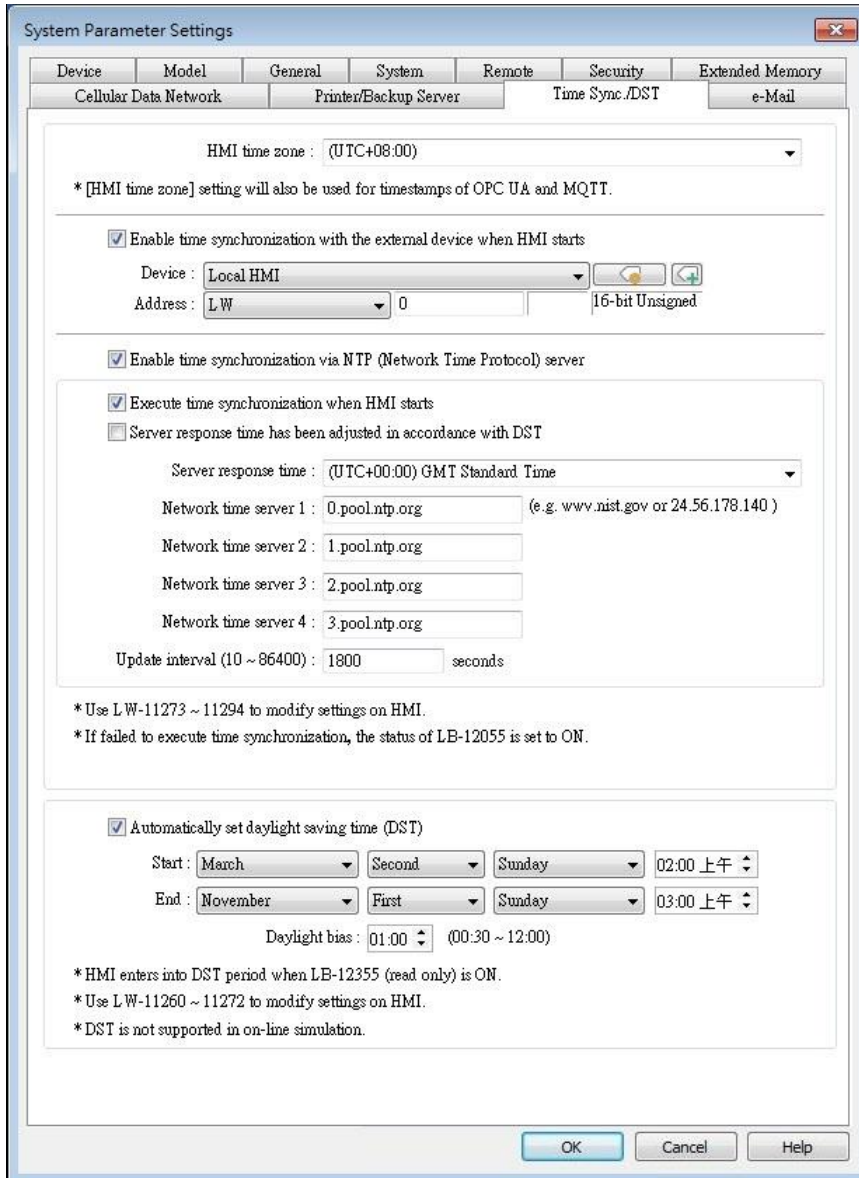 System Parameter Settings
Device Model General System Remote Security Extended Memory
Cellular Data Network Printer/Backup Server Time Sync./DST e-Mail
HMI time zone : (UTC+08:00)
* [HMI time zone] setting will also be used for timestamps of OPC UA and MQTT.
Enable time synchronization with the external device when HMI starts
Device : Local HMI
Address : LW 0 16-bit Unsigned
Enable time synchronization via NTP (Network Time Protocol) server
Execute time synchronization when HMI starts
Server response time has been adjusted in accordance with DST
Server response time : (UTC+00:00) GMT Standard Time
Network time server 1 : 0.pool.ntp.org (e.g. www.nist.gov or 24.56.178.140 )
Network time server 2 : 1.pool.ntp.org
Network time server 3 : 2.pool.ntp.org
Network time server 4 : 3.pool.ntp.org
Update interval (10 ~ 86400) : 1800 seconds
* Use LW-11273 ~ 11294 to modify settings on HMI.
* If failed to execute time synchronization, the status of LB-12055 is set to ON.
Automatically set daylight saving time (DST)
Start : March Second Sunday 02:00 上午
End : November First Sunday 03:00 上午
Daylight bias : 01:00 (00:30 ~ 12:00)
* HMI enters into DST period when LB-12355 (read only) is ON.
* Use LW-11260 ~ 11272 to modify settings on HMI.
* DST is not supported in on-line simulation.
OK Cancel Help